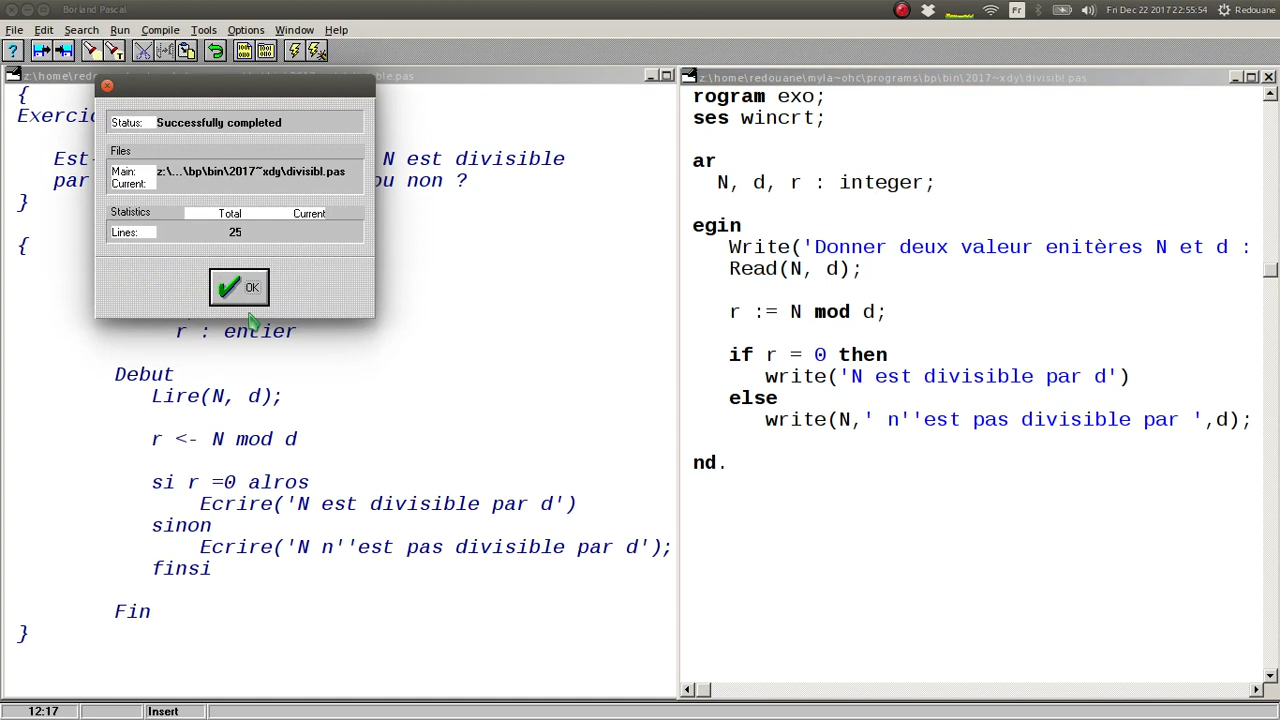 Borland Pascal
Fr
Fri Dec 22 2017 22:55:54
Redouane
File Edit Search Run Compile Tools Options Window Help
.pas
{
Exerci
Est
N est divisible
par
ou non ?
}
{
r : entier
Debut
Lire(N, d);
r <- N mod d
si r =0 alros
Ecrire('N est divisible par d')
sinon
Ecrire('N n''est pas divisible par d');
finsi
Fin
}
Status: Successfully completed
Files
Main: z:\...\bp\bin\2017~xdy\divisibl.pas
Current:
Statistics Total Current
Lines: 25
OK
z:\home\redouane\myla~ohc\programs\bp\bin\2017~xdy\divisibl.pas
rogram exo;
ses wincrt;
ar
N, d, r : integer;
egin
Write('Donner deux valeur enitères N et d :
Read(N, d);
r := N mod d;
if r = 0 then
write('N est divisible par d')
else
write(N,' n''est pas divisible par ',d);
nd.
12:17 Insert